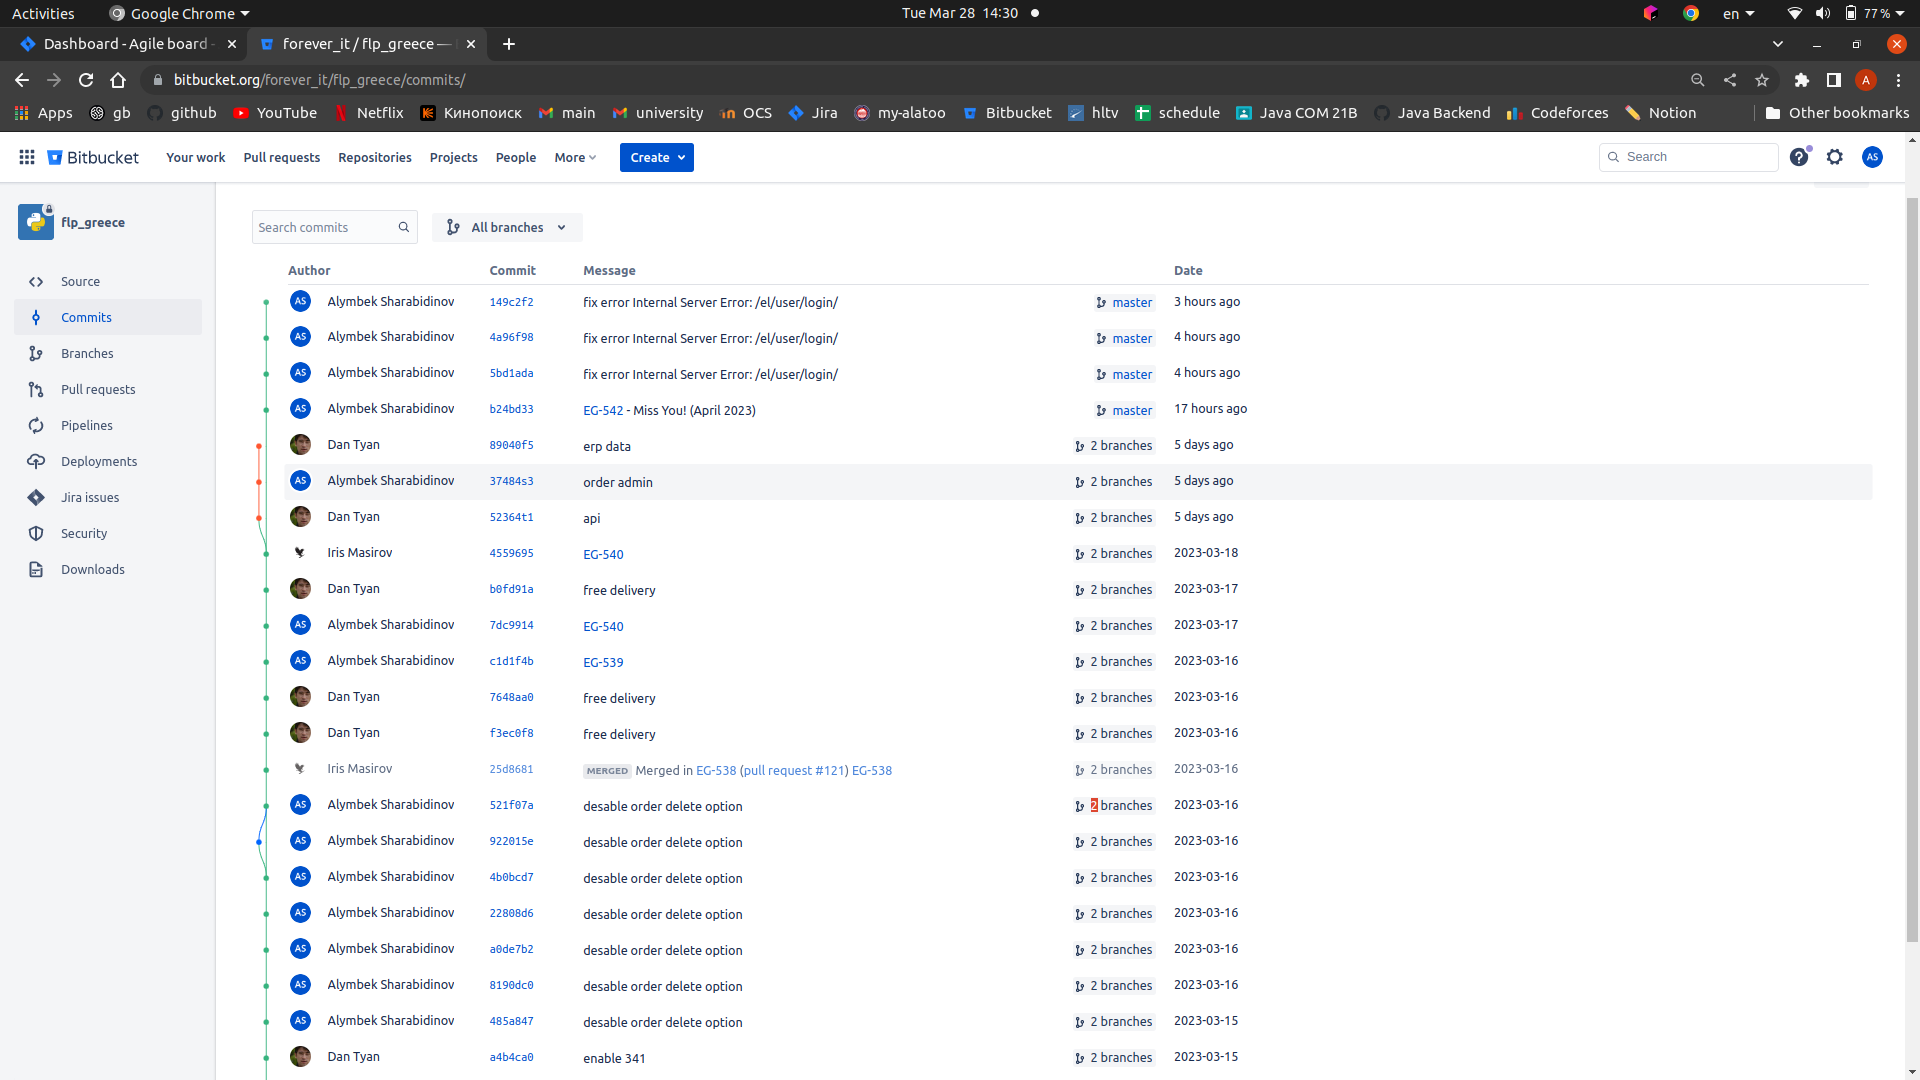 Activities Google Chrome Tue Mar 28 14:30 en 77%
Dashboard - Agile board - forever_it / flp_greece —
bitbucket.org/forever_it/flp_greece/commits/ A
Apps gb github YouTube Netflix Кинопоиск main university OCS Jira my-alatoo Bitbucket hltv schedule Java COM 21B Java Backend Codeforces Notion Other bookmarks
Bitbucket Your work Pull requests Repositories Projects People More Create Search AS
flp_greece
Source
Commits
Branches
Pull requests
Pipelines
Deployments
Jira issues
Security
Downloads
Search commits All branches
Author Commit Message Date
AS Alymbek Sharabidinov 149c2f2 fix error Internal Server Error: /el/user/login/ master 3 hours ago
AS Alymbek Sharabidinov 4a96f98 fix error Internal Server Error: /el/user/login/ master 4 hours ago
AS Alymbek Sharabidinov 5bd1ada fix error Internal Server Error: /el/user/login/ master 4 hours ago
AS Alymbek Sharabidinov b24bd33 EG-542 - Miss You! (April 2023) master 17 hours ago
Dan Tyan 89040f5 erp data 2 branches 5 days ago
AS Alymbek Sharabidinov 37484s3 order admin 2 branches 5 days ago
Dan Tyan 52364t1 api 2 branches 5 days ago
Iris Masirov 4559695 EG-540 2 branches 2023-03-18
Dan Tyan b0fd91a free delivery 2 branches 2023-03-17
AS Alymbek Sharabidinov 7dc9914 EG-540 2 branches 2023-03-17
AS Alymbek Sharabidinov c1d1f4b EG-539 2 branches 2023-03-16
Dan Tyan 7648aa0 free delivery 2 branches 2023-03-16
Dan Tyan f3ec0f8 free delivery 2 branches 2023-03-16
Iris Masirov 25d8681 MERGED Merged in EG-538 (pull request #121) EG-538 2 branches 2023-03-16
AS Alymbek Sharabidinov 521f07a desable order delete option 2 branches 2023-03-16
AS Alymbek Sharabidinov 922015e desable order delete option 2 branches 2023-03-16
AS Alymbek Sharabidinov 4b0bcd7 desable order delete option 2 branches 2023-03-16
AS Alymbek Sharabidinov 22808d6 desable order delete option 2 branches 2023-03-16
AS Alymbek Sharabidinov a0de7b2 desable order delete option 2 branches 2023-03-16
AS Alymbek Sharabidinov 8190dc0 desable order delete option 2 branches 2023-03-16
AS Alymbek Sharabidinov 485a847 desable order delete option 2 branches 2023-03-15
Dan Tyan a4b4ca0 enable 341 2 branches 2023-03-15